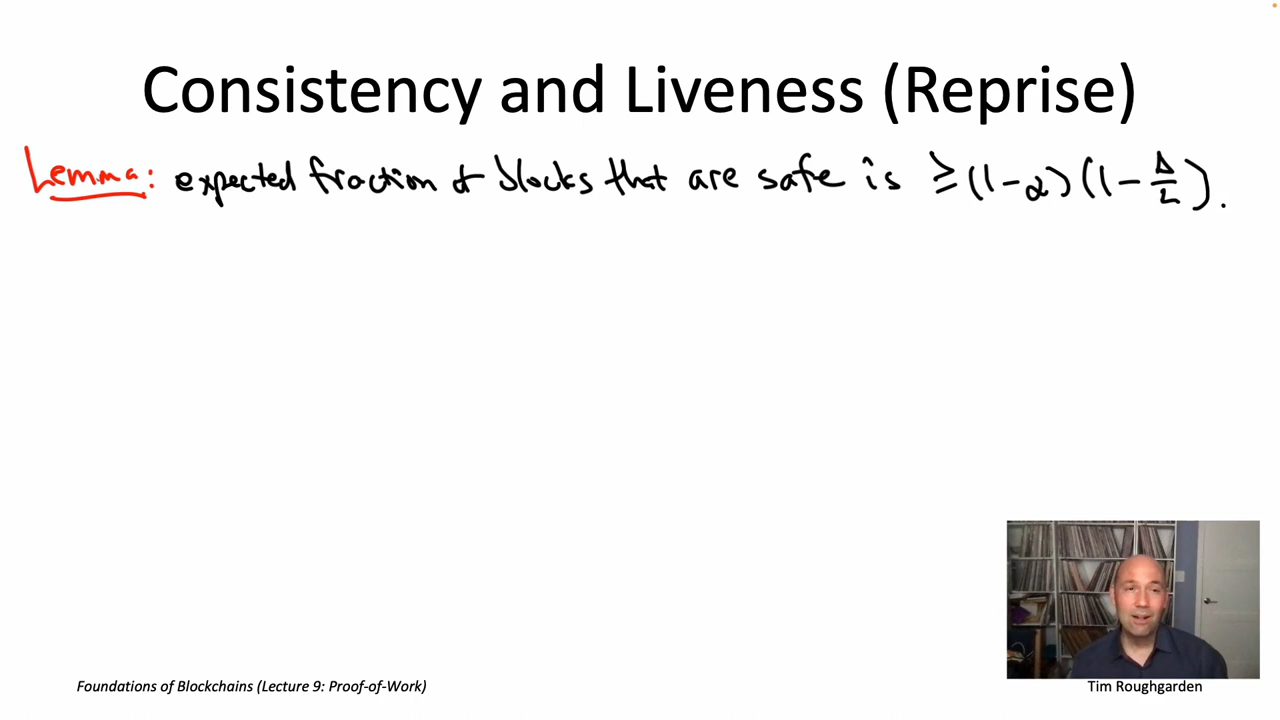 Consistency and Liveness (Reprise)
Lemma: expected fraction of blocks that are safe is ≥ (1-α)(1-Δ/L).
Foundations of Blockchains (Lecture 9: Proof-of-Work)
Tim Roughgarden